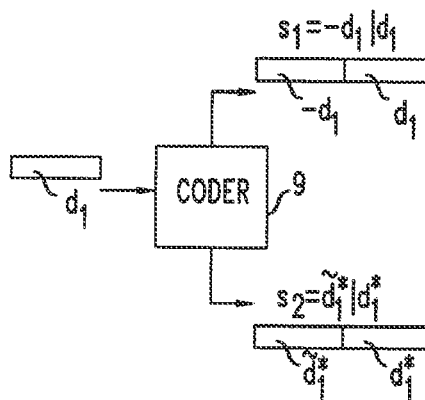 s₁=-d₁|d₁
-d₁ d₁
d₁
CODER
9
s₂=d̃₁*|d₁*
d̃₁* d₁*